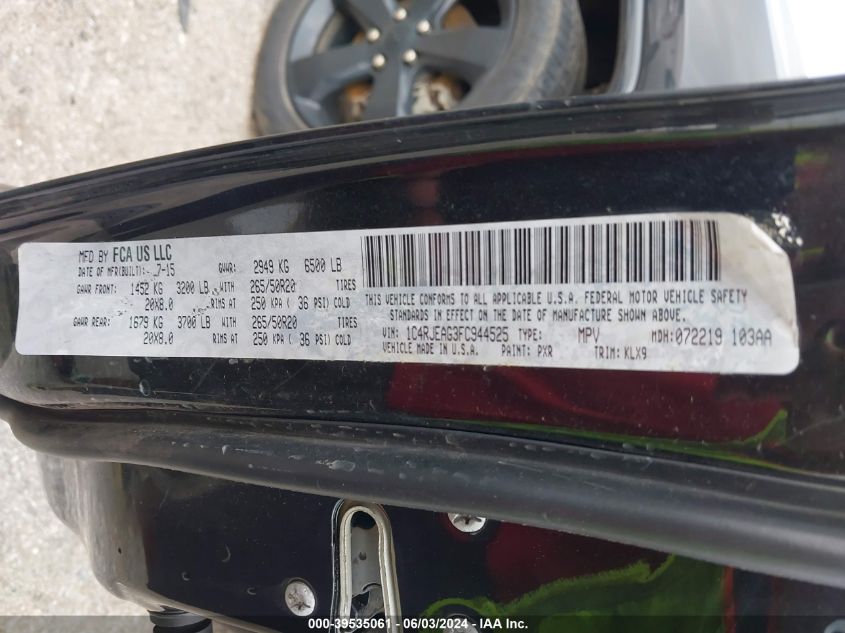 MFD BY FCA US LLC
DATE OF MFR(BUILT): 7-15 GVWR: 2949 KG 6500 LB
GAWR FRONT: 1452 KG 3200 LB WITH 265/50R20 TIRES
20X8.0 RIMS AT 250 KPA ( 36 PSI) COLD
GAWR REAR: 1679 KG 3700 LB WITH 265/50R20 TIRES
20X8.0 RIMS AT 250 KPA ( 36 PSI) COLD
THIS VEHICLE CONFORMS TO ALL APPLICABLE U.S.A. FEDERAL MOTOR VEHICLE SAFETY
STANDARDS IN EFFECT ON THE DATE OF MANUFACTURE SHOWN ABOVE.
VIN: 1C4RJEAG3FC944525 TYPE: MPV MDH: 072219 103AA
VEHICLE MADE IN U.S.A. PAINT: PXR TRIM: KLX9
000-39535061 - 06/03/2024 - IAA Inc.